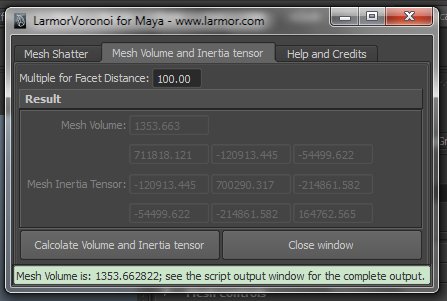 LarmorVoronoi for Maya - www.larmor.com
Mesh Shatter Mesh Volume and Inertia tensor Help and Credits
Multiple for Facet Distance: 100.00
Result
Mesh Volume: 1353.663
711818.121 -120913.445 -54499.622
Mesh Inertia Tensor: -120913.445 700290.317 -214861.582
-54499.622 -214861.582 164762.565
Calcolate Volume and Inertia tensor Close window
Mesh Volume is: 1353.662822; see the script output window for the complete output.
Mesh controls